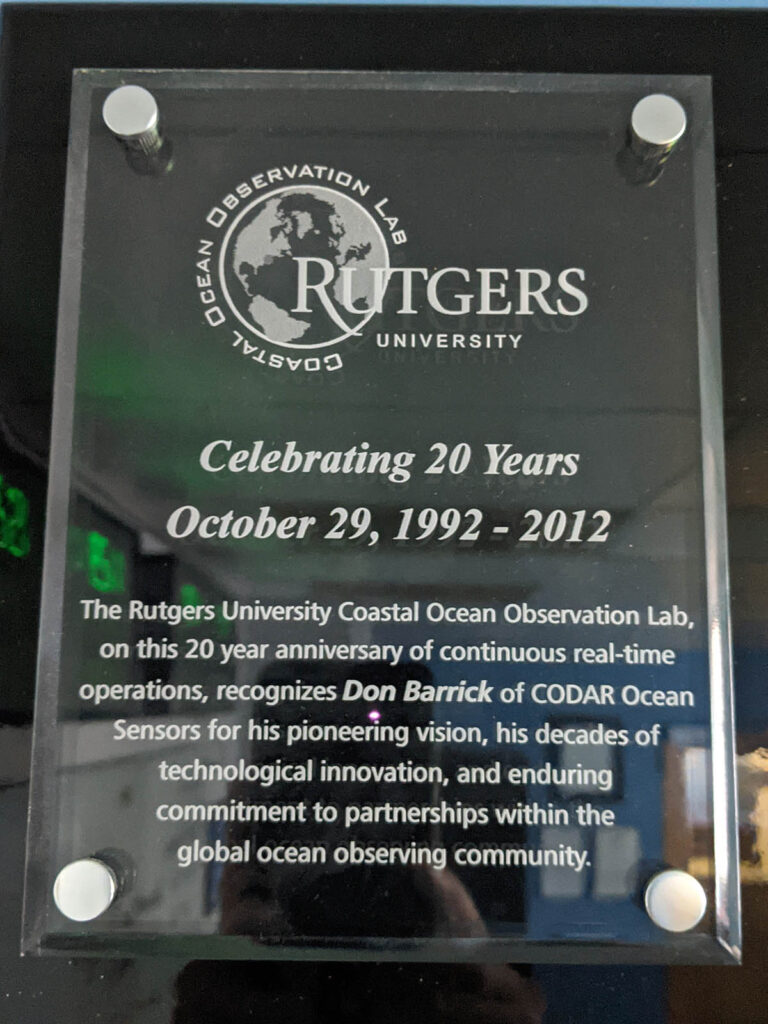 COASTAL OCEAN OBSERVATION LAB
RUTGERS
UNIVERSITY
Celebrating 20 Years
October 29, 1992 - 2012
The Rutgers University Coastal Ocean Observation Lab,
on this 20 year anniversary of continuous real-time
operations, recognizes Don Barrick of CODAR Ocean
Sensors for his pioneering vision, his decades of
technological innovation, and enduring
commitment to partnerships within the
global ocean observing community.